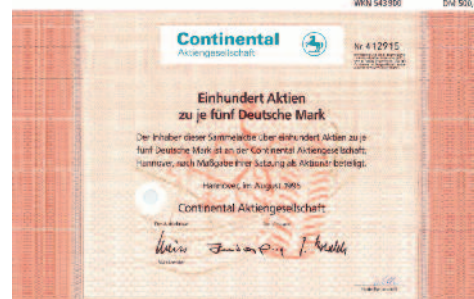 WKN 543900 DM 500,
Continental
Aktiengesellschaft
Nr 412915
Einhundert Aktien
zu je fünf Deutsche Mark
Der Inhaber dieser Sammelaktie über einhundert Aktien zu je
fünf Deutsche Mark ist an der Continental Aktiengesellschaft,
Hannover, nach Maßgabe ihrer Satzung als Aktionär beteiligt.
Hannover, im August 1995
Continental Aktiengesellschaft